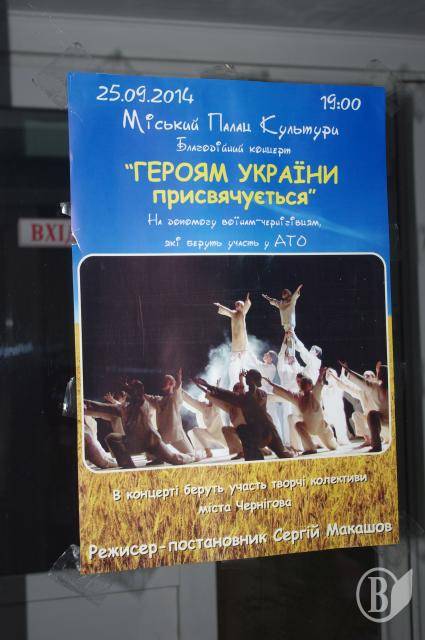 25.09.2014 19:00
Міський Палац Культури
Благодійний концерт
"ГЕРОЯМ УКРАЇНИ
присвячується"
На допомогу воїнам-чернігівцям,
які беруть участь у АТО
ВХІД
В концерті беруть участь творчі колективи
міста Чернігова
Режисер-постановник Сергій Макашов
В